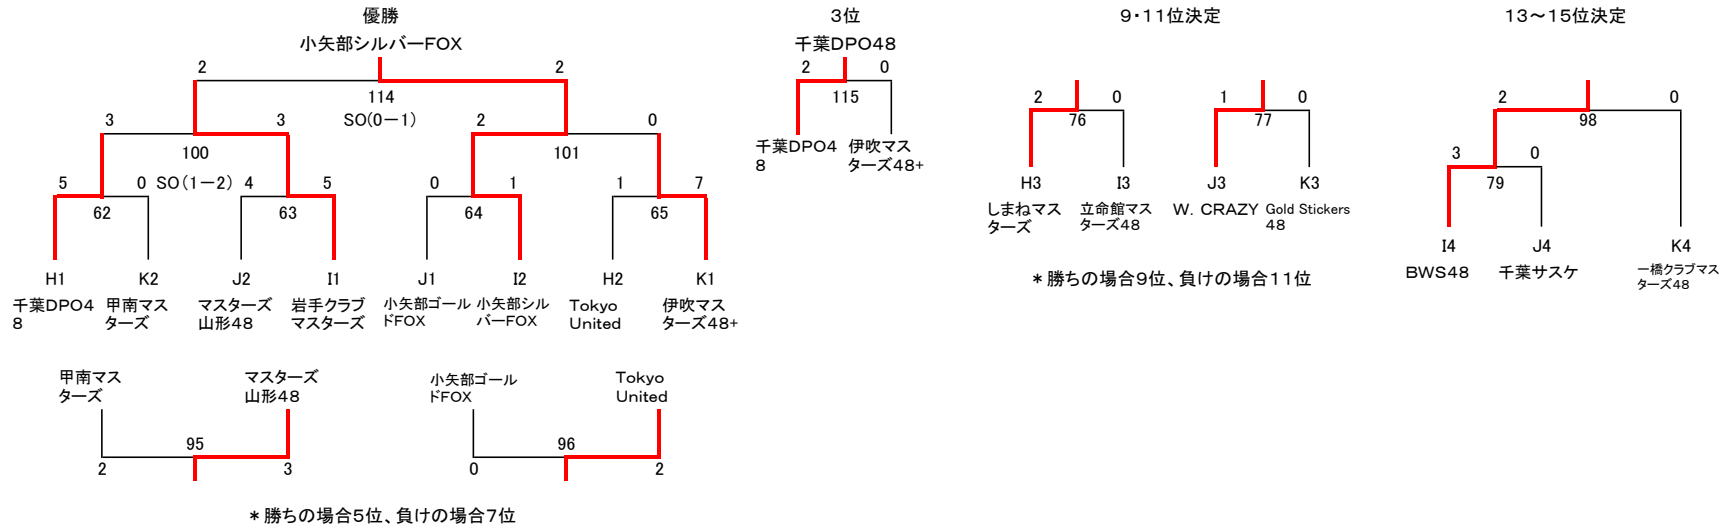 優勝
3位
9・11位決定
13～15位決定
小矢部シルバーFOX
千葉DPO48
2
2
2
0
114
SO(0－1)
115
2
0
1
0
2
0
76
77
98
3
3
2
0
千葉DPO4
8
伊吹マス
ターズ48+
100
101
3
0
79
5
0
SO(1－2)
4
5
0
1
1
7
62
63
64
65
H3
I3
J3
K3
しまねマス
ターズ
立命館マス
ターズ48
W. CRAZY
Gold Stickers
48
I4
J4
K4
BWS48
千葉サスケ
一橋クラブマス
ターズ48
H1
K2
J2
I1
J1
I2
H2
K1
＊勝ちの場合9位、負けの場合11位
千葉DPO4
8
甲南マス
ターズ
マスターズ
山形48
岩手クラブ
マスターズ
小矢部ゴール
ドFOX
小矢部シル
バーFOX
Tokyo
United
伊吹マス
ターズ48+
甲南マス
ターズ
マスターズ
山形48
小矢部ゴール
ドFOX
Tokyo
United
95
96
2
3
0
2
＊勝ちの場合5位、負けの場合7位